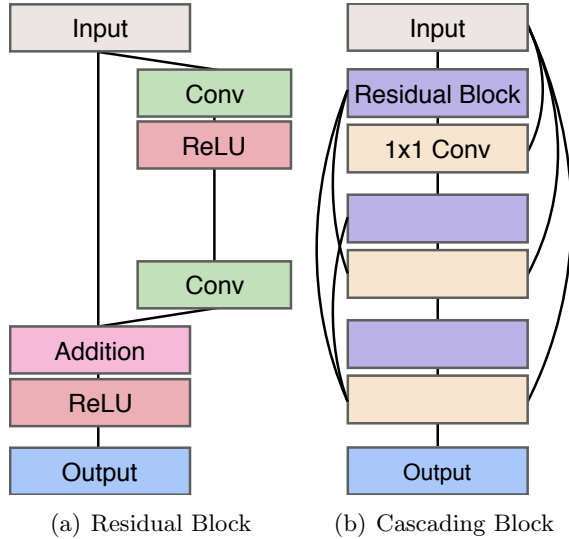 Input
Conv
ReLU
Conv
Addition
ReLU
Output
(a) Residual Block
Input
Residual Block
1x1 Conv
Output
(b) Cascading Block